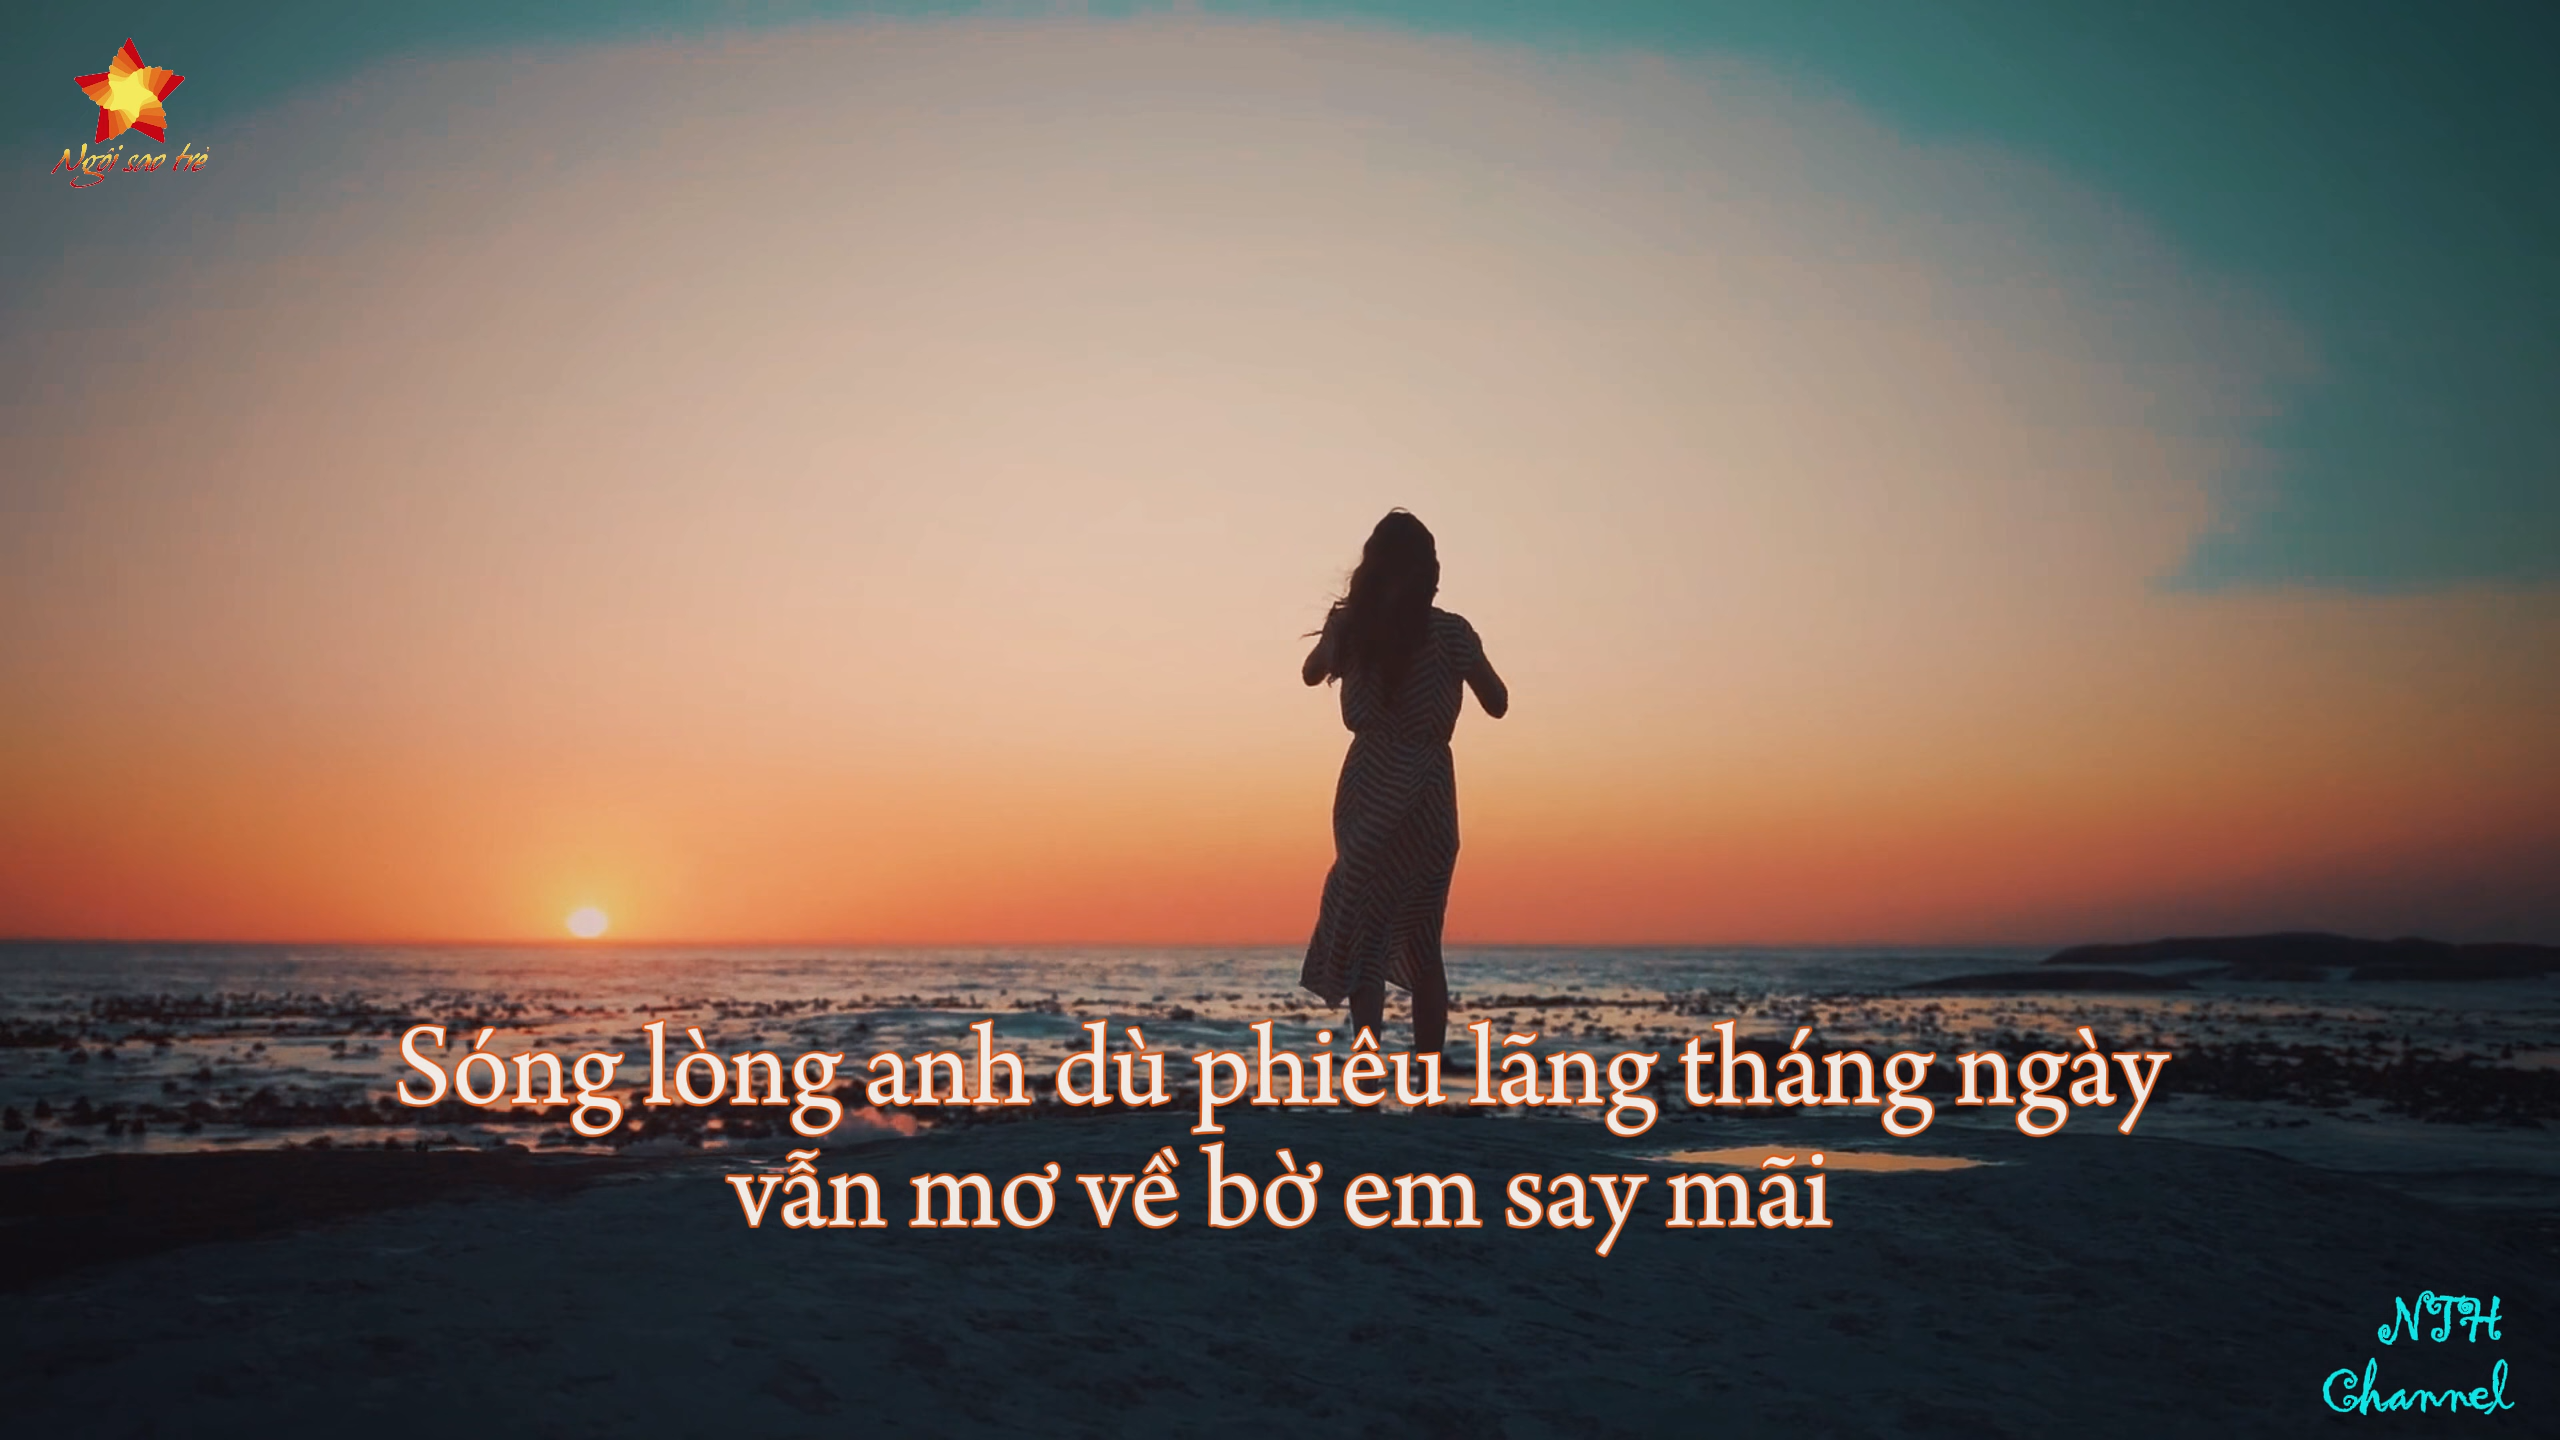 Ngôi sao trẻ
Sóng lòng anh dù phiêu lãng tháng ngày
vẫn mơ về bờ em say mãi
NTH
Channel